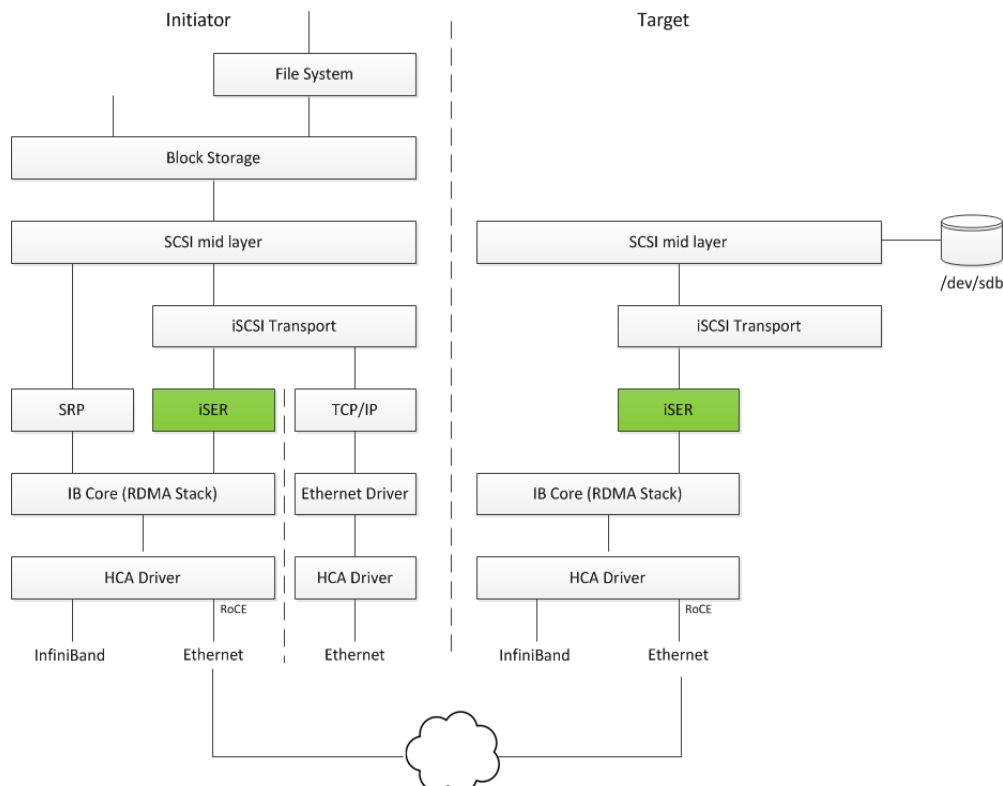 Initiator
Target
File System
Block Storage
SCSI mid layer
SCSI mid layer
/dev/sdb
iSCSI Transport
iSCSI Transport
SRP
iSER
TCP/IP
iSER
IB Core (RDMA Stack)
Ethernet Driver
IB Core (RDMA Stack)
HCA Driver
HCA Driver
HCA Driver
RoCE
RoCE
InfiniBand
Ethernet
Ethernet
InfiniBand
Ethernet